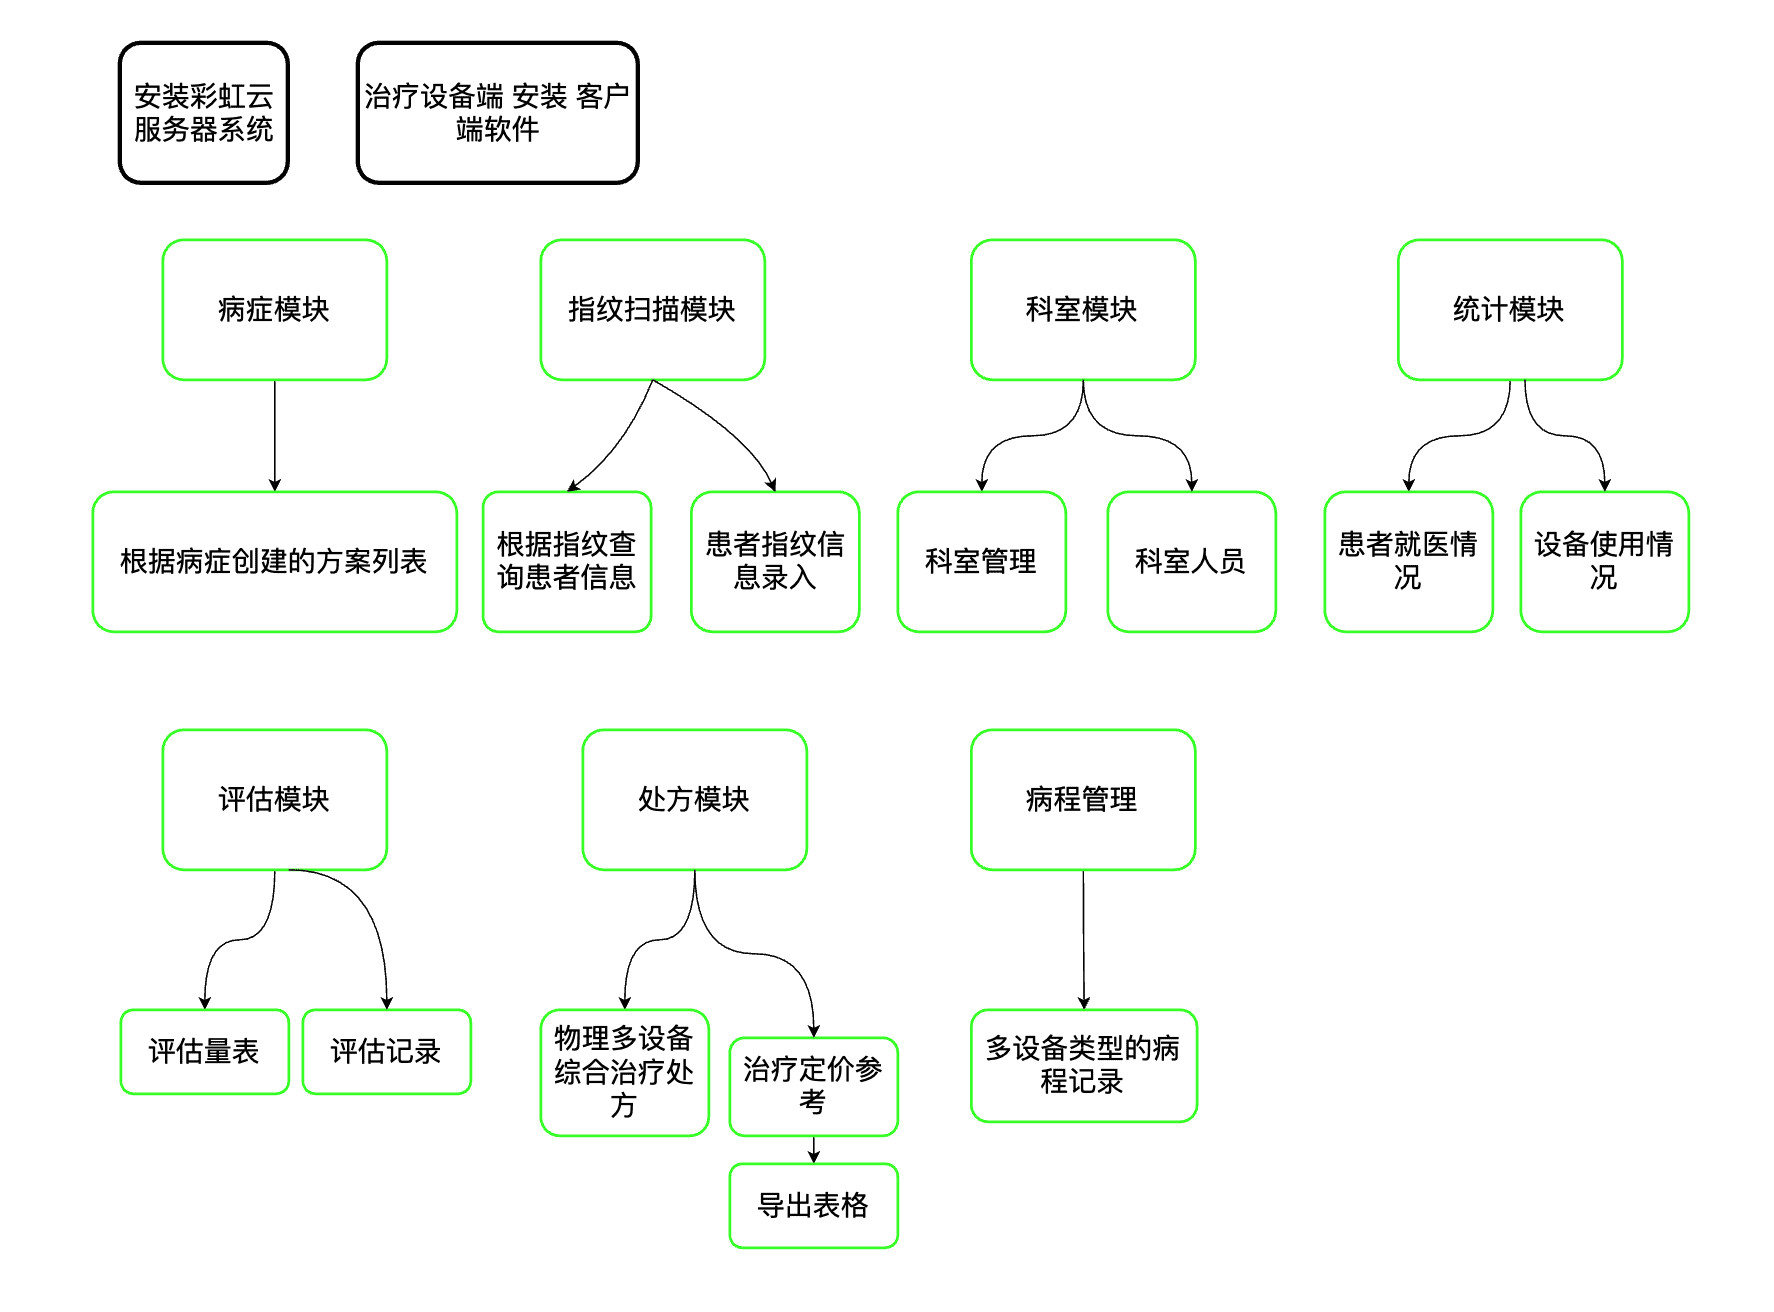 安装彩虹云
服务器系统
治疗设备端 安装 客户
端软件
病症模块
指纹扫描模块
科室模块
统计模块
根据病症创建的方案列表
根据指纹查
询患者信息
患者指纹信
息录入
科室管理
科室人员
患者就医情
况
设备使用情
况
评估模块
处方模块
病程管理
评估量表
评估记录
物理多设备
综合治疗处
方
治疗定价参
考
多设备类型的病
程记录
导出表格